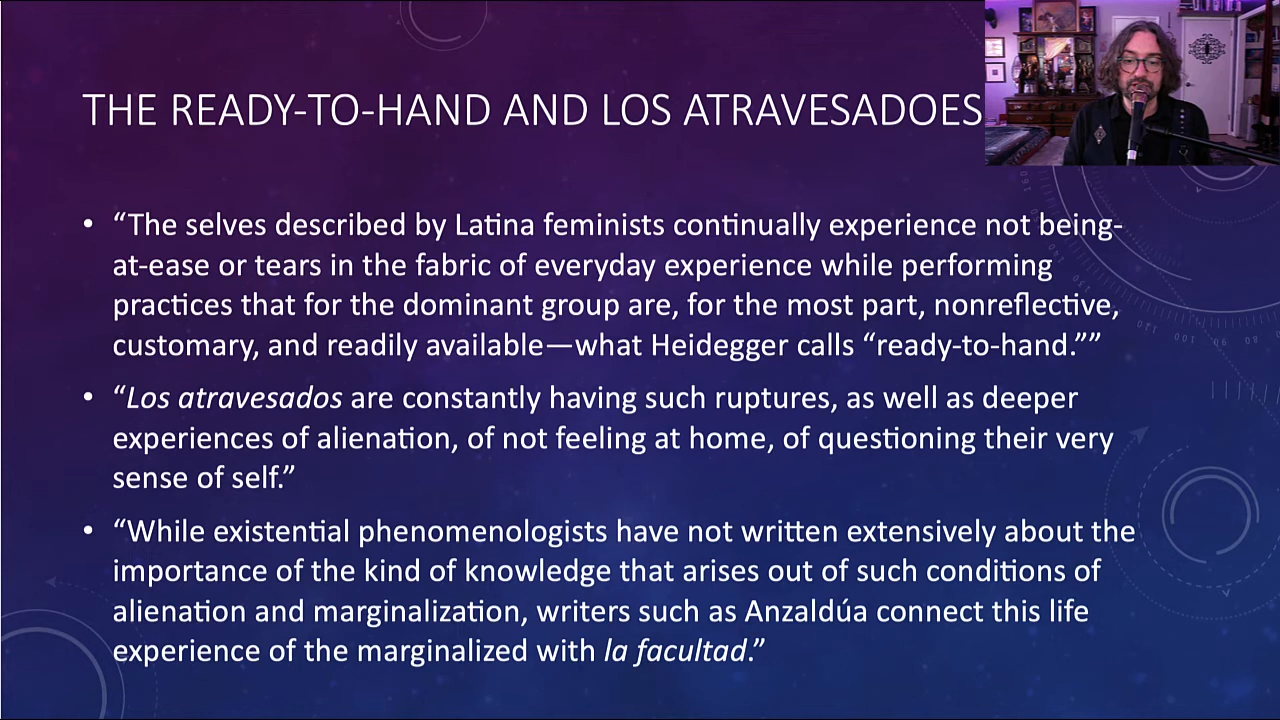 THE READY-TO-HAND AND LOS ATRAVESADOES
• “The selves described by Latina feminists continually experience not being-
at-ease or tears in the fabric of everyday experience while performing
practices that for the dominant group are, for the most part, nonreflective,
customary, and readily available—what Heidegger calls “ready-to-hand.””
• “Los atravesados are constantly having such ruptures, as well as deeper
experiences of alienation, of not feeling at home, of questioning their very
sense of self.”
• “While existential phenomenologists have not written extensively about the
importance of the kind of knowledge that arises out of such conditions of
alienation and marginalization, writers such as Anzaldúa connect this life
experience of the marginalized with la facultad.”